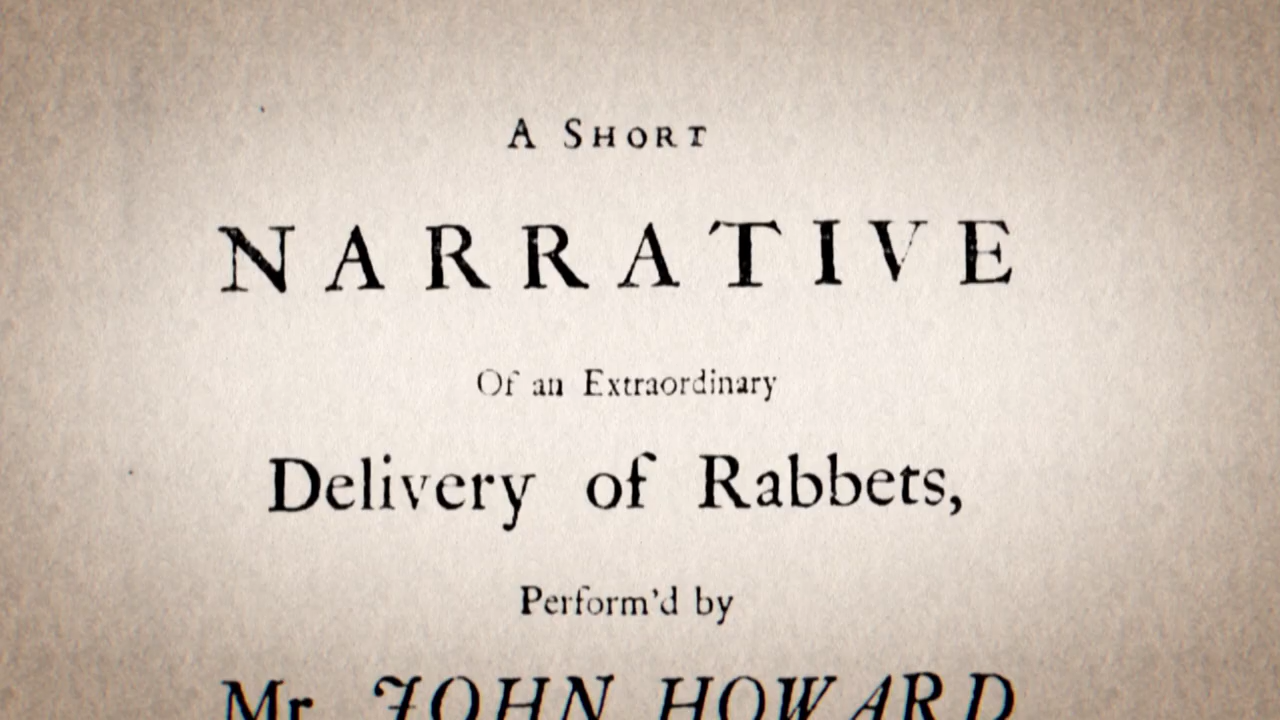 A SHORT
NARRATIVE
Of an Extraordinary
Delivery of Rabbets,
Perform'd by
Mr JOHN HOWARD